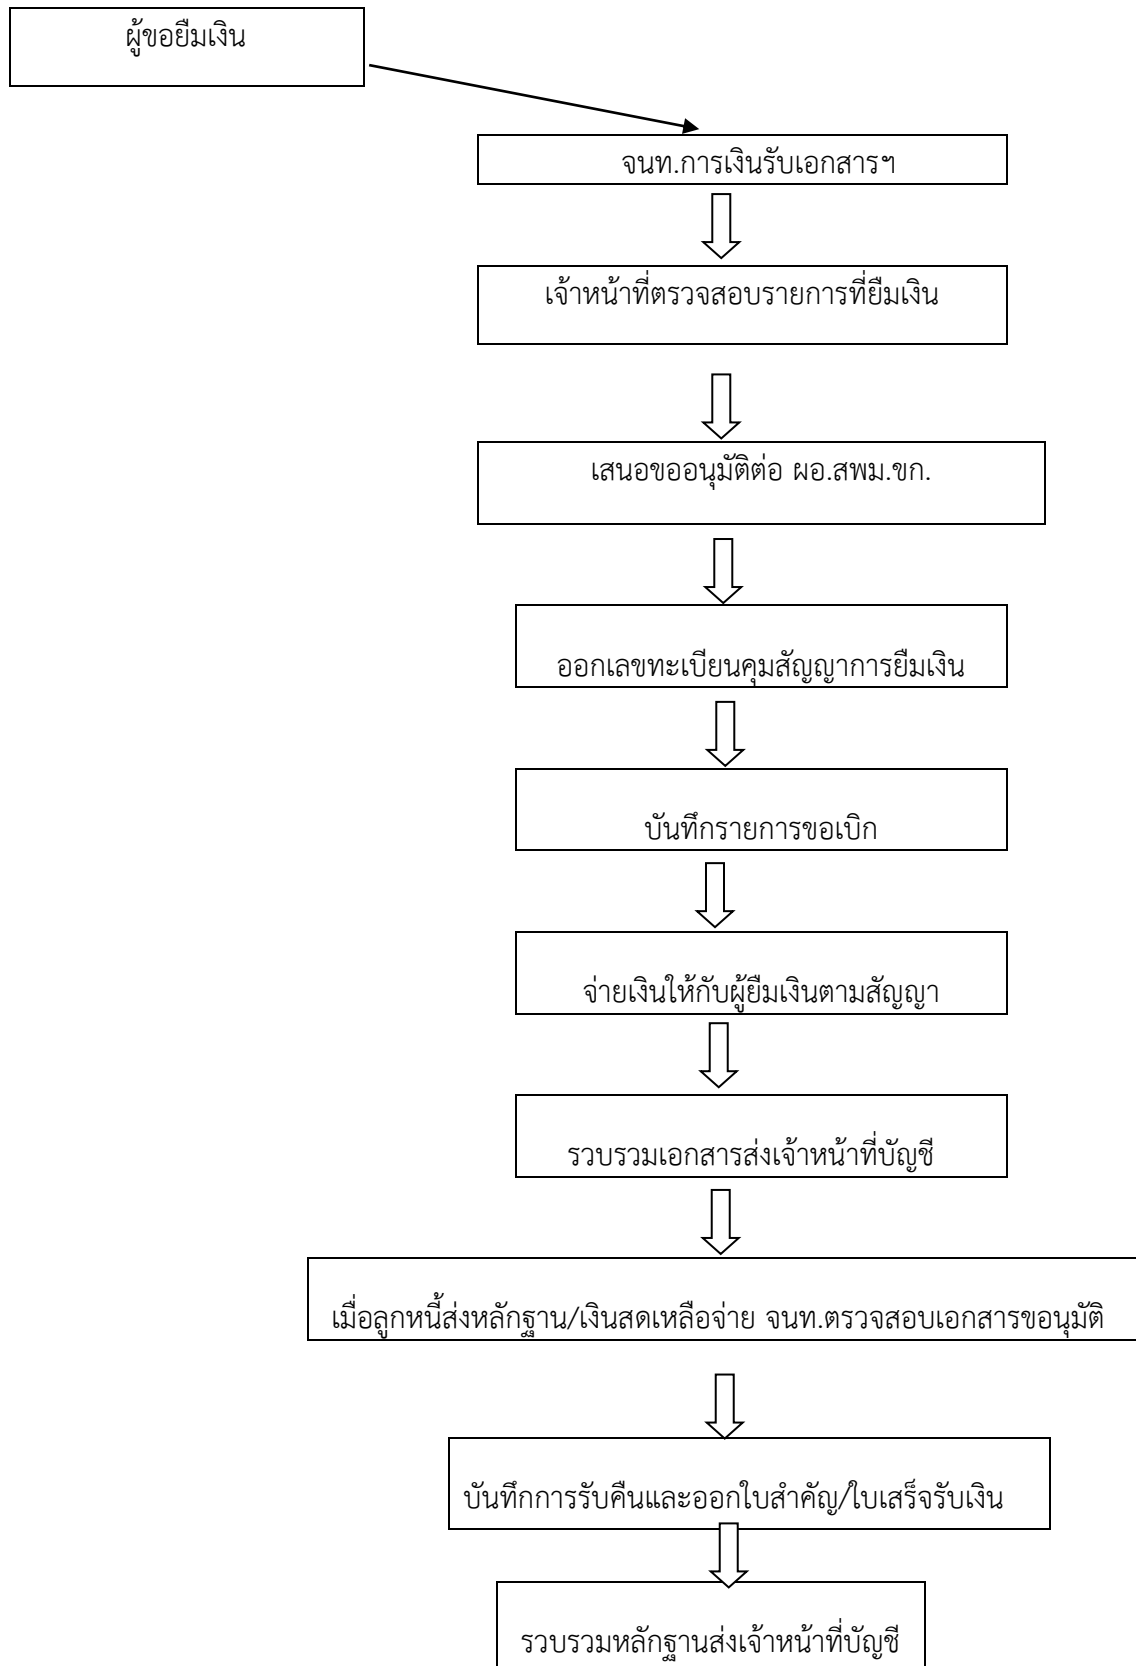 ผู้ขอยืมเงิน
จนท.การเงินรับเอกสารฯ
เจ้าหน้าที่ตรวจสอบรายการที่ยืมเงิน
เสนอขออนุมัติต่อ ผอ.สพม.ขก.
ออกเลขทะเบียนคุมสัญญาการยืมเงิน
บันทึกรายการขอเบิก
จ่ายเงินให้กับผู้ยืมเงินตามสัญญา
รวบรวมเอกสารส่งเจ้าหน้าที่บัญชี
เมื่อลูกหนี้ส่งหลักฐาน/เงินสดเหลือจ่าย จนท.ตรวจสอบเอกสารขอนุมัติ
บันทึกการรับคืนและออกใบสำคัญ/ใบเสร็จรับเงิน
รวบรวมหลักฐานส่งเจ้าหน้าที่บัญชี